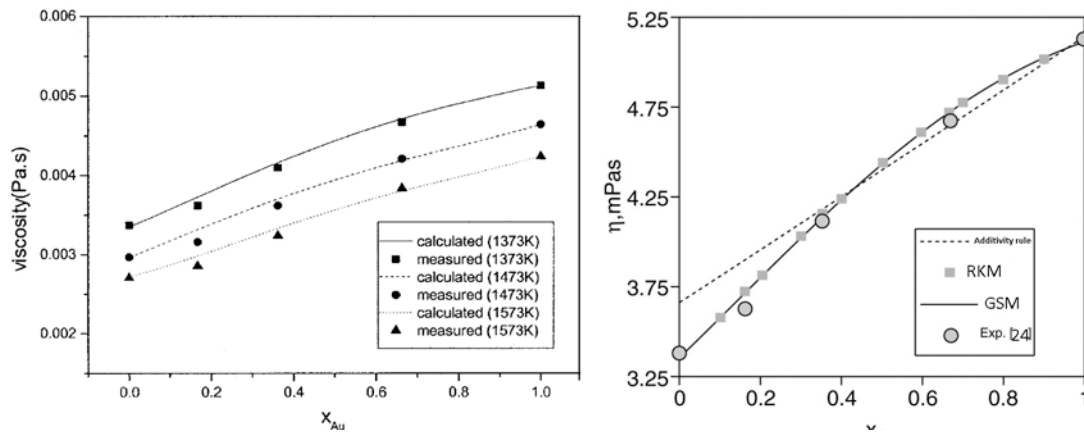 0.006
0.005
0.004
0.003
0.002
viscosity(Pa.s)
calculated (1373K)
measured (1373K)
calculated (1473K)
measured (1473K)
calculated (1573K)
measured (1573K)
0.0 0.2 0.4 0.6 0.8 1.0
x_Au
5.25
4.75
4.25
3.75
3.25
η,mPas
Additivity rule
RKM
GSM
Exp. [24]
0 0.2 0.4 0.6 0.8 1